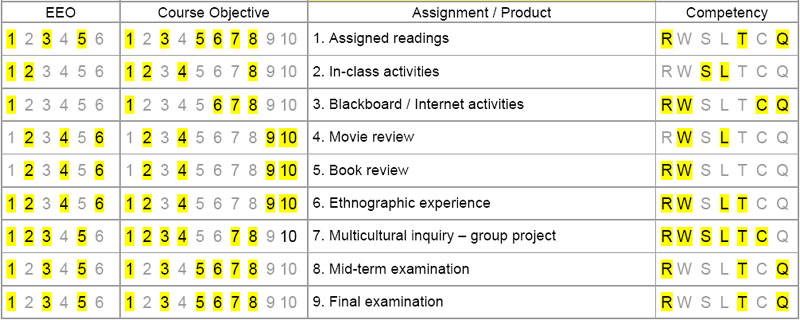 EEO Course Objective Assignment / Product Competency
1 2 3 4 5 6 1 2 3 4 5 6 7 8 9 10 1. Assigned readings R W S L T C Q
1 2 3 4 5 6 1 2 3 4 5 6 7 8 9 10 2. In-class activities R W S L T C Q
1 2 3 4 5 6 1 2 3 4 5 6 7 8 9 10 3. Blackboard / Internet activities R W S L T C Q
1 2 3 4 5 6 1 2 3 4 5 6 7 8 9 10 4. Movie review R W S L T C Q
1 2 3 4 5 6 1 2 3 4 5 6 7 8 9 10 5. Book review R W S L T C Q
1 2 3 4 5 6 1 2 3 4 5 6 7 8 9 10 6. Ethnographic experience R W S L T C Q
1 2 3 4 5 6 1 2 3 4 5 6 7 8 9 10 7. Multicultural inquiry – group project R W S L T C Q
1 2 3 4 5 6 1 2 3 4 5 6 7 8 9 10 8. Mid-term examination R W S L T C Q
1 2 3 4 5 6 1 2 3 4 5 6 7 8 9 10 9. Final examination R W S L T C Q